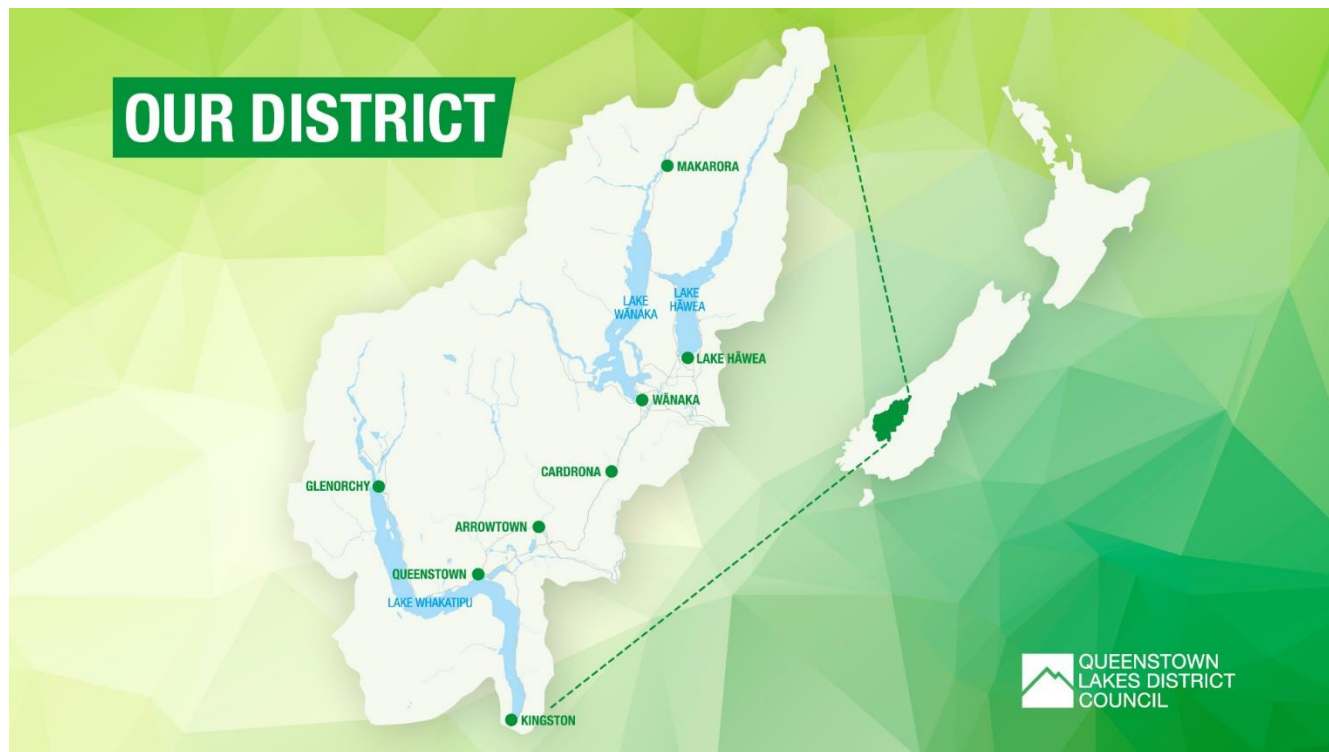 OUR DISTRICT
MAKARORA
LAKE
WĀNAKA
LAKE
HĀWEA
LAKE HĀWEA
WĀNAKA
CARDRONA
GLENORCHY
ARROWTOWN
QUEENSTOWN
LAKE WHAKATIPU
KINGSTON
QUEENSTOWN
LAKES DISTRICT
COUNCIL